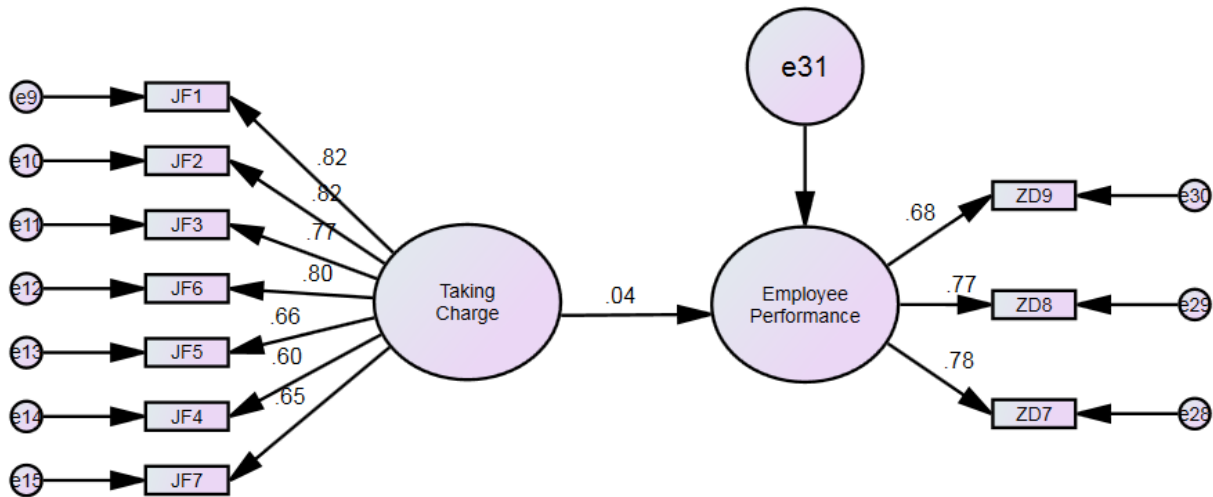 e31
e9
JF1
.82
e10
JF2
.82
e11
JF3
.77
e12
JF6
.80
e13
JF5
.66
e14
JF4
.60
e15
JF7
.65
Taking
Charge
.04
Employee
Performance
.68
ZD9
e30
.77
ZD8
e29
.78
ZD7
e28